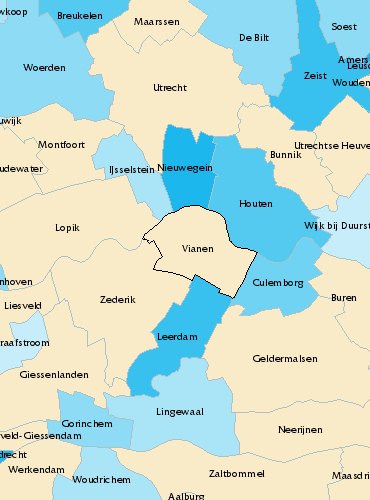 wkoop
Breukelen
Maarssen
Soest
De Bilt
Amers
Leusd
Woerden
Zeist
Wouden
Utrecht
uwijk
Montfoort
Utrechtse Heuve
Bunnik
udewater
IJsselstein
Nieuwegein
Houten
Lopik
Wijk bij Duurst
Vianen
nhoven
Culemborg
Liesveld
Zederik
Buren
raafstroom
Leerdam
Geldermalsen
Giessenlanden
Lingewaal
Gorinchem
Neerijnen
veld-Giessendam
drecht
Werkendam
Woudrichem
Zaltbommel
Maasdri
Aalburg